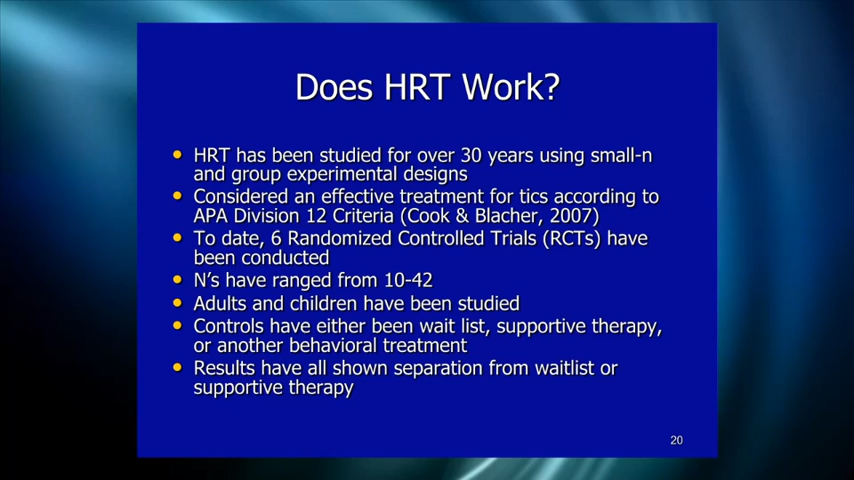 Does HRT Work?
• HRT has been studied for over 30 years using small-n
and group experimental designs
• Considered an effective treatment for tics according to
APA Division 12 Criteria (Cook & Blacher, 2007)
• To date, 6 Randomized Controlled Trials (RCTs) have
been conducted
• N's have ranged from 10-42
• Adults and children have been studied
• Controls have either been wait list, supportive therapy,
or another behavioral treatment
• Results have all shown separation from waitlist or
supportive therapy
20